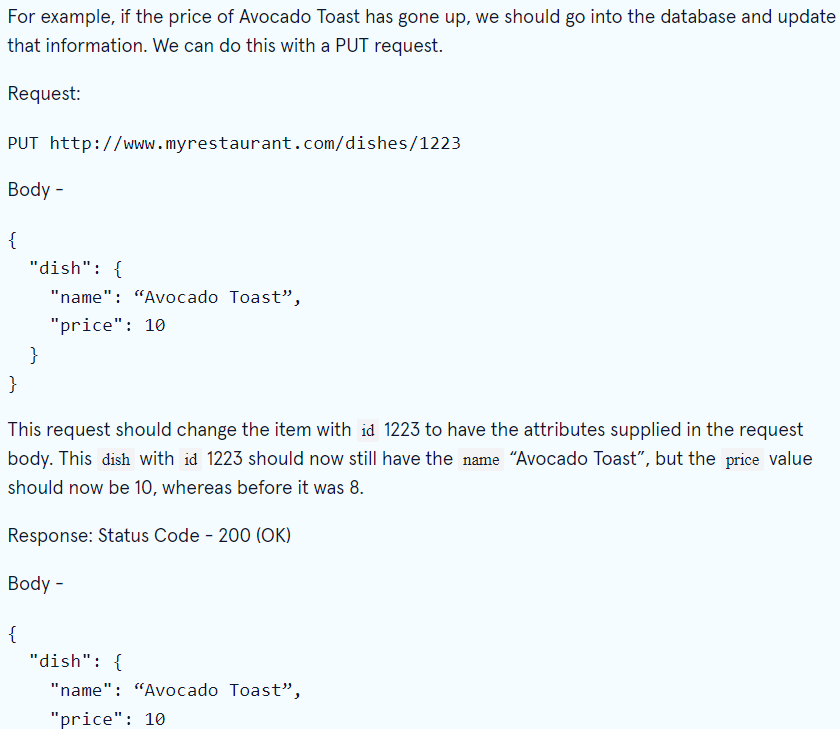 For example, if the price of Avocado Toast has gone up, we should go into the database and update
that information. We can do this with a PUT request.
Request:
PUT http://www.myrestaurant.com/dishes/1223
Body -
{
  "dish": {
    "name": “Avocado Toast”,
    "price": 10
  }
}
This request should change the item with id 1223 to have the attributes supplied in the request
body. This dish with id 1223 should now still have the name “Avocado Toast”, but the price value
should now be 10, whereas before it was 8.
Response: Status Code - 200 (OK)
Body -
{
  "dish": {
    "name": “Avocado Toast”,
    "price": 10